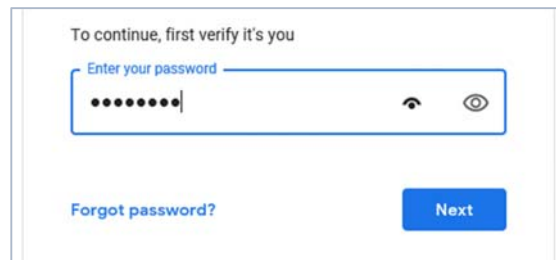 To continue, first verify it's you
Enter your password
••••••••
Forgot password?
Next